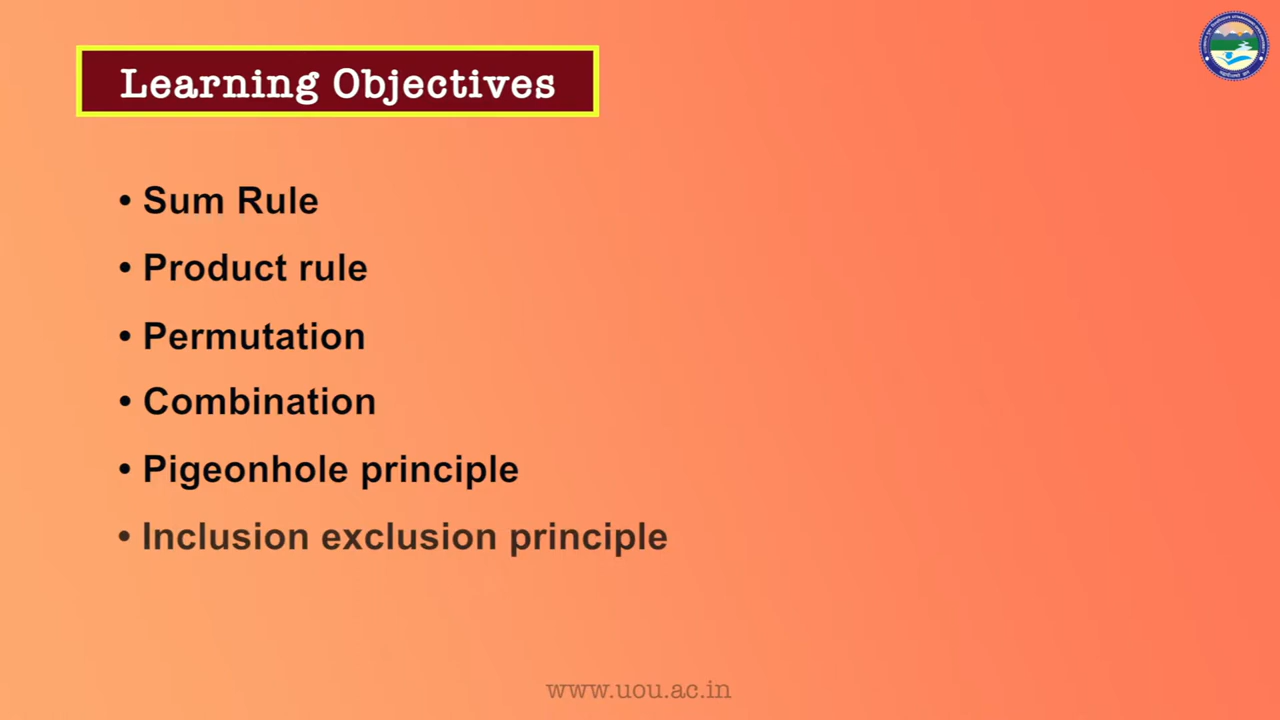 Learning Objectives
• Sum Rule
• Product rule
• Permutation
• Combination
• Pigeonhole principle
• Inclusion exclusion principle
www.uou.ac.in